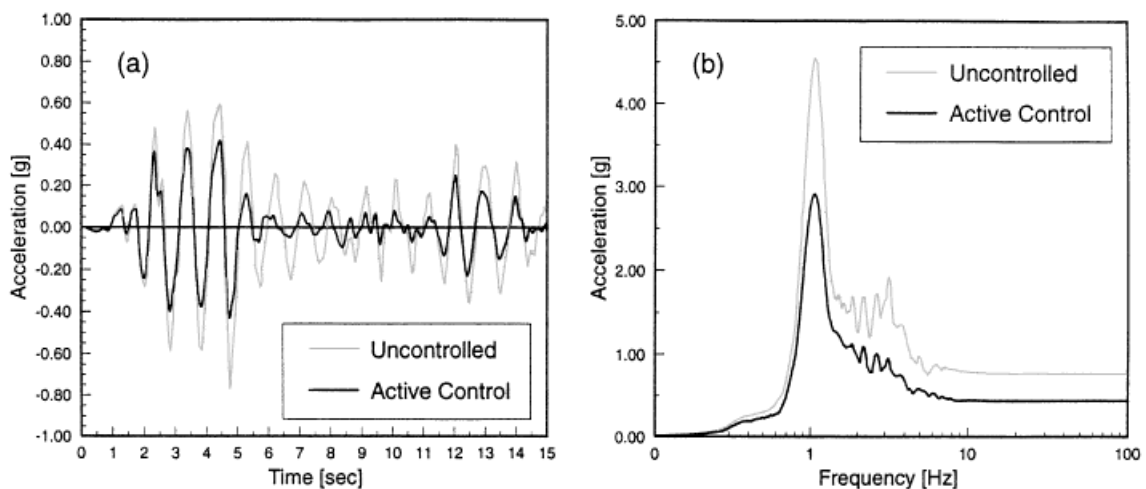 (a)
Acceleration [g]
1.00
0.80
0.60
0.40
0.20
0.00
-0.20
-0.40
-0.60
-0.80
-1.00
Uncontrolled
Active Control
0 1 2 3 4 5 6 7 8 9 10 11 12 13 14 15
Time [sec]
(b)
Acceleration [g]
5.00
4.00
3.00
2.00
1.00
0.00
Uncontrolled
Active Control
0 1 10 100
Frequency [Hz]